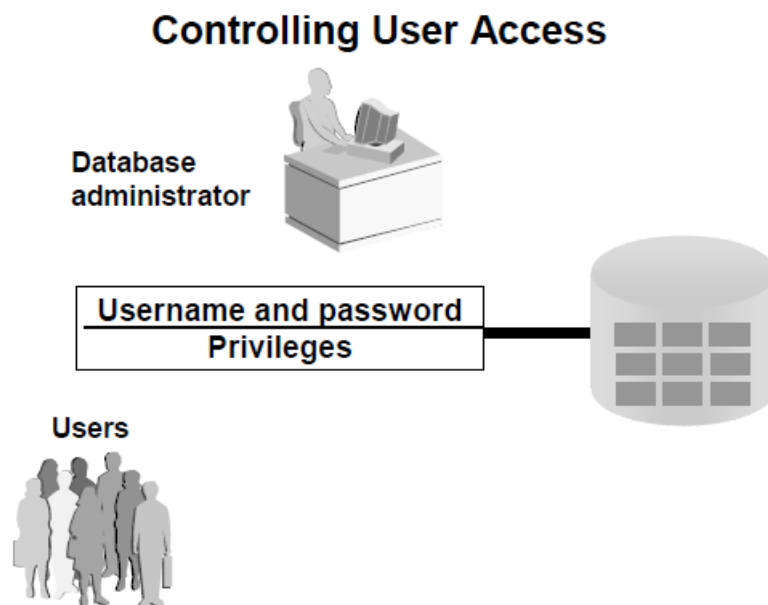 Controlling User Access
Database
administrator
Username and password
Privileges
Users